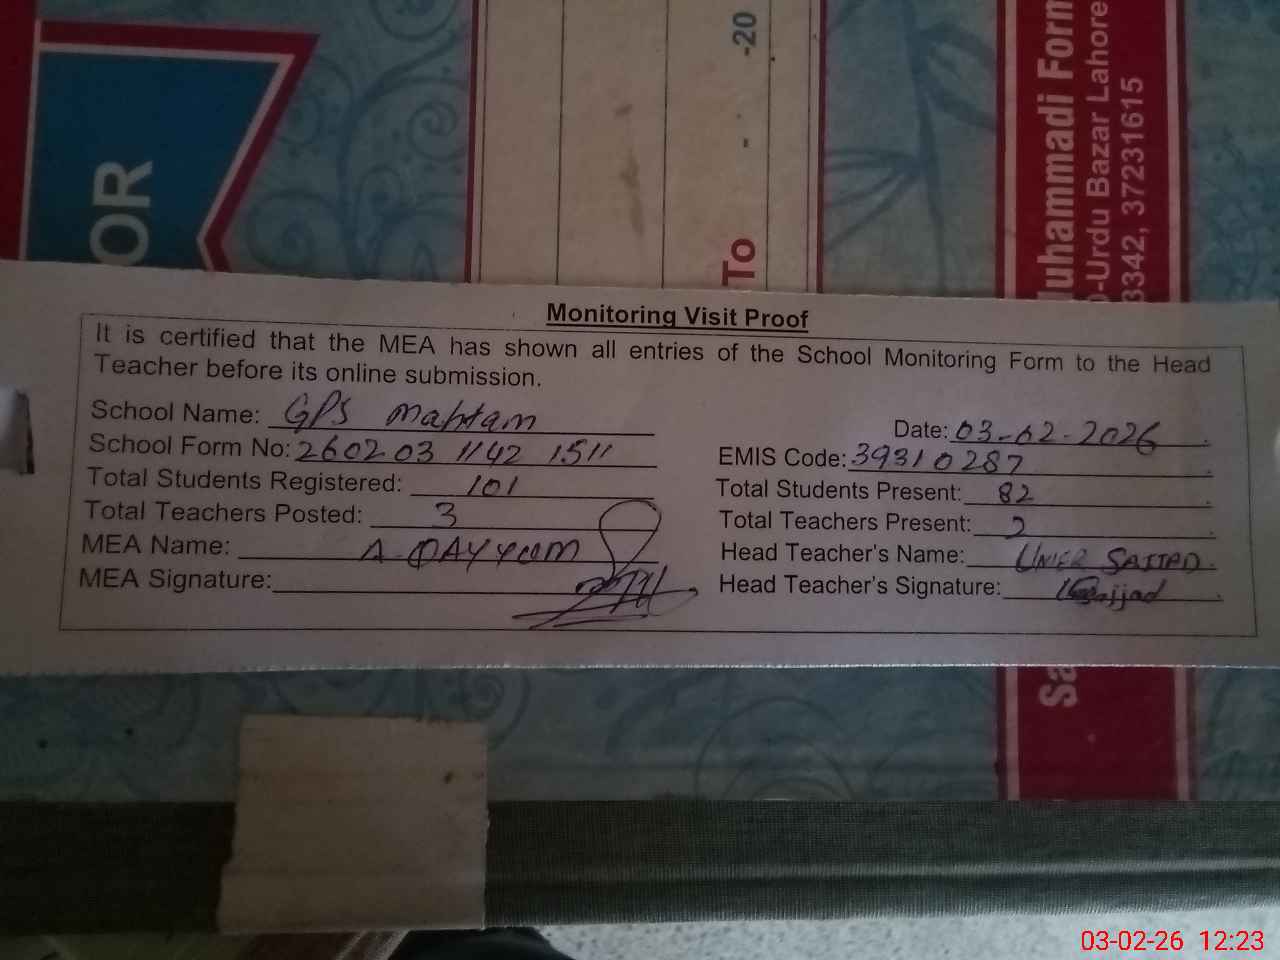 OR
To - -20
Muhammadi Form
-Urdu Bazar Lahore
3342, 37231615
Sa
Monitoring Visit Proof
It is certified that the MEA has shown all entries of the School Monitoring Form to the Head
Teacher before its online submission.
School Name: GPS Mahtam
Date: 03-02-2026
School Form No: 260203 1142 1511
EMIS Code: 39310287
Total Students Registered: 101
Total Students Present: 82
Total Teachers Posted: 3
Total Teachers Present: 2
MEA Name: A-QAYYUM
Head Teacher's Name: SAJJAD
MEA Signature:
Head Teacher's Signature: Sajjad
03-02-26 12:23